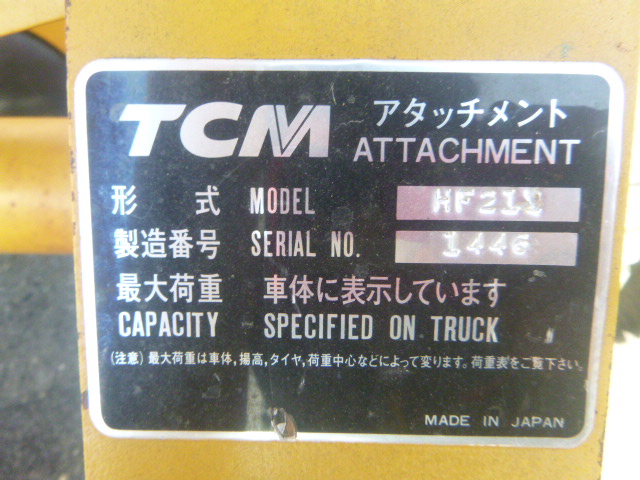 TCM アタッチメント
ATTACHMENT
形 式 MODEL
製造番号 SERIAL NO. 1446
最大荷重 車体に表示しています
CAPACITY SPECIFIED ON TRUCK
(注意) 最大荷重は車体,揚高,タイヤ,荷重中心などによって変ります。荷重表をご覧下さい。
MADE IN JAPAN